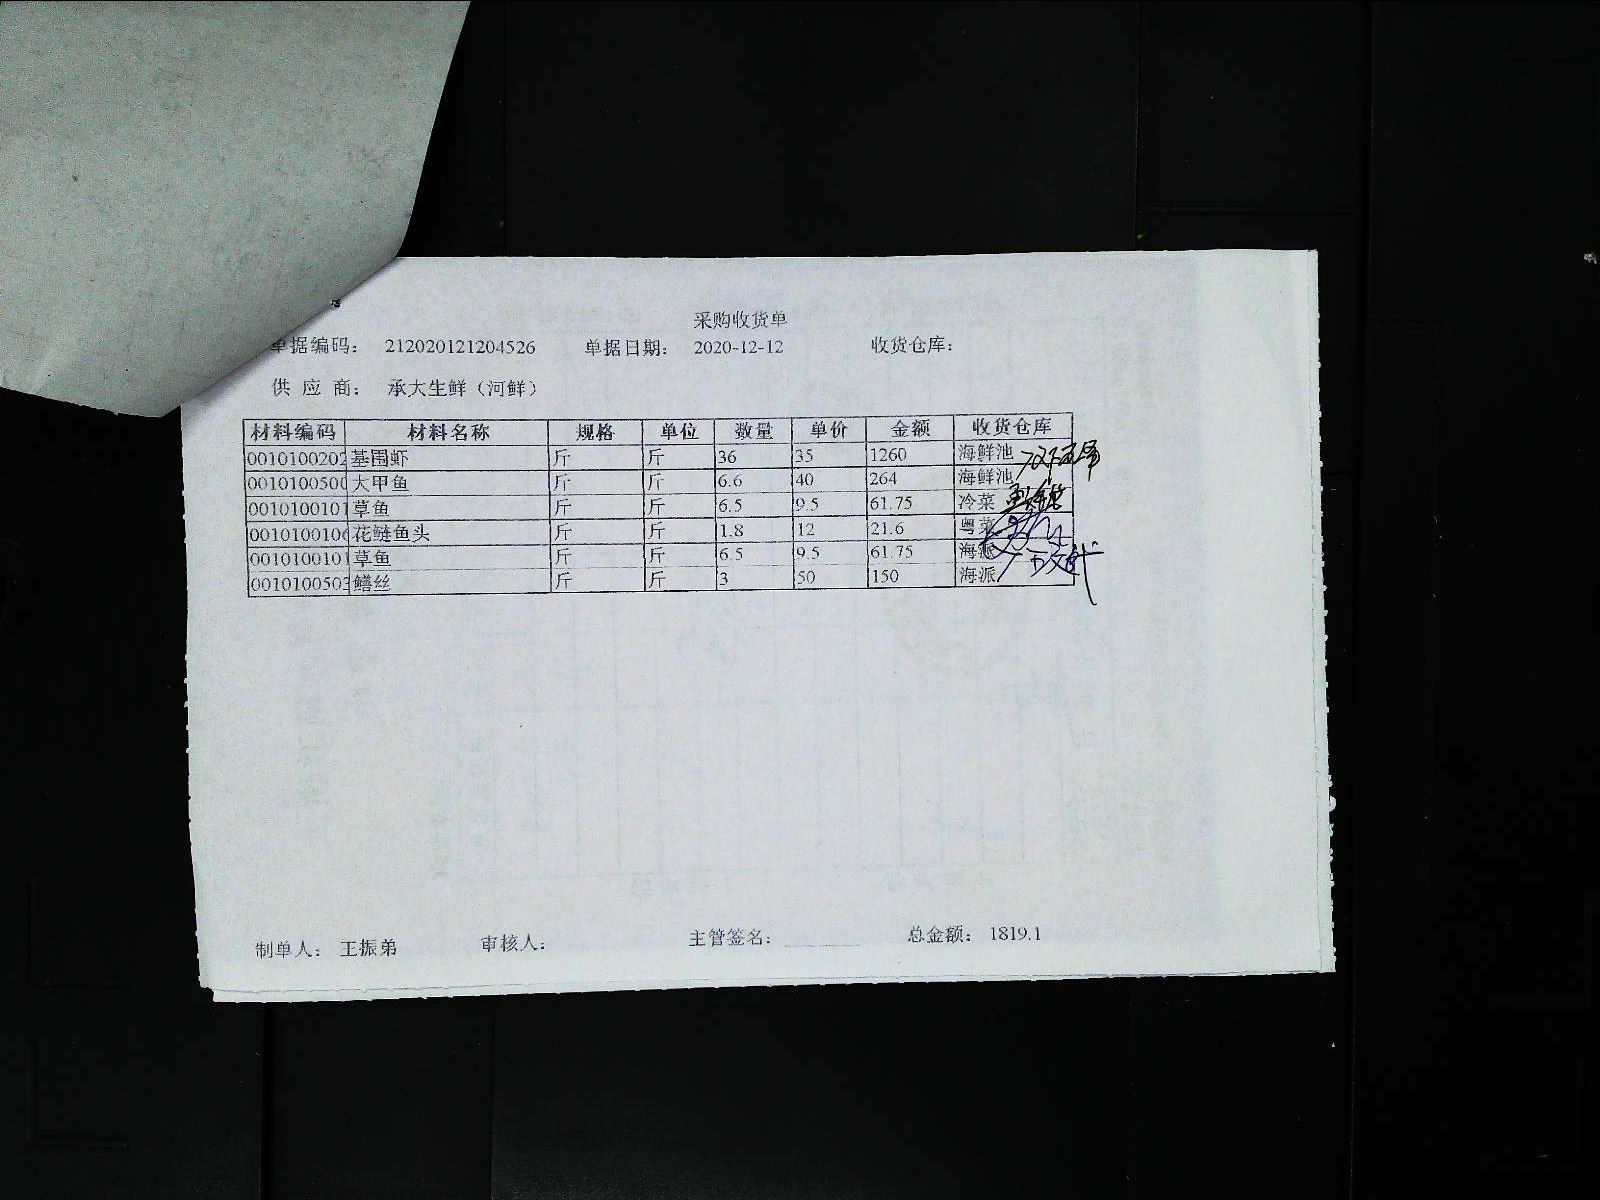 采购收货单
单据编码： 212020121204526 单据日期： 2020-12-12 收货仓库：
供 应 商： 承大生鲜（河鲜）
材料编码 材料名称 规格 单位 数量 单价 金额 收货仓库
0010100202 基围虾 斤 斤 36 35 1260 海鲜池
0010100500 大甲鱼 斤 斤 6.6 40 264 海鲜池
0010100101 草鱼 斤 斤 6.5 9.5 61.75 冷菜
0010100106 花鲢鱼头 斤 斤 1.8 12 21.6 粤菜
0010100101 草鱼 斤 斤 6.5 9.5 61.75 海派
0010100503 鳝丝 斤 斤 3 50 150 海派
制单人： 王振弟 审核人： 主管签名： 总金额： 1819.1